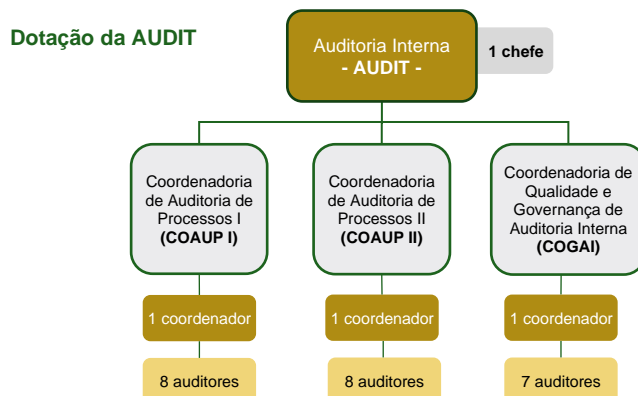 Dotação da AUDIT
Auditoria Interna
- AUDIT -
1 chefe
Coordenadoria
de Auditoria de
Processos I
(COAUP I)
Coordenadoria
de Auditoria de
Processos II
(COAUP II)
Coordenadoria de
Qualidade e
Governança de
Auditoria Interna
(COGAI)
1 coordenador
1 coordenador
1 coordenador
8 auditores
8 auditores
7 auditores